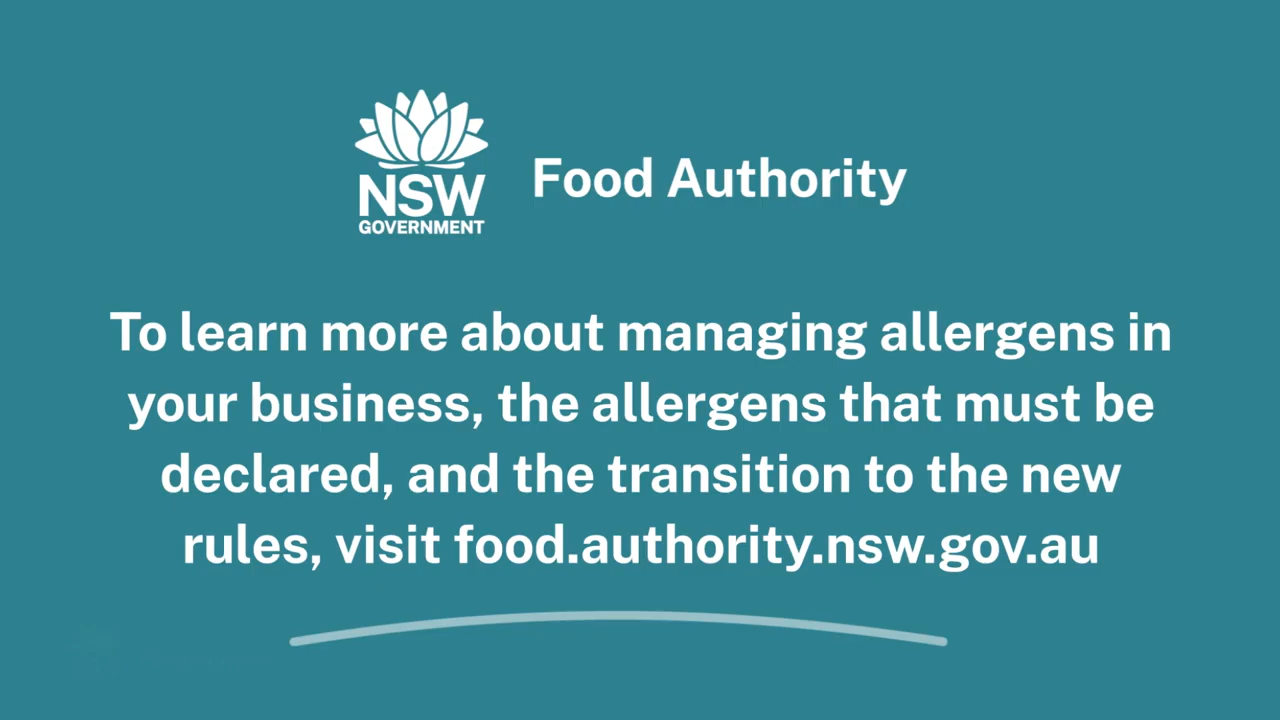 NSW
GOVERNMENT
Food Authority
To learn more about managing allergens in
your business, the allergens that must be
declared, and the transition to the new
rules, visit food.authority.nsw.gov.au